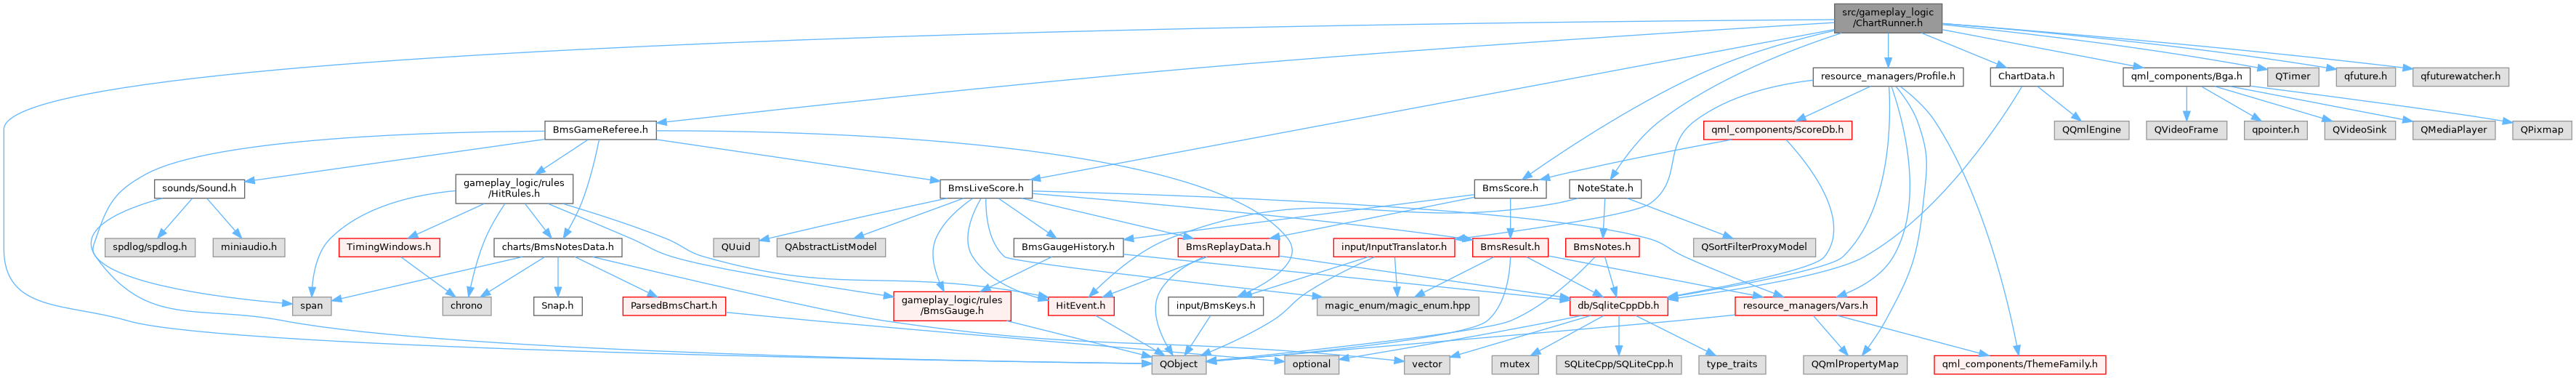 src/gameplay_logic
/ChartRunner.h
resource_managers/Profile.h
ChartData.h
qml_components/Bga.h
QTimer
qfuture.h
qfuturewatcher.h
BmsGameReferee.h
qml_components/ScoreDb.h
QQmlEngine
QVideoFrame
qpointer.h
QVideoSink
QMediaPlayer
QPixmap
sounds/Sound.h
gameplay_logic/rules
/HitRules.h
BmsLiveScore.h
BmsScore.h
NoteState.h
spdlog/spdlog.h
miniaudio.h
TimingWindows.h
charts/BmsNotesData.h
QUuid
QAbstractListModel
BmsGaugeHistory.h
BmsReplayData.h
input/InputTranslator.h
BmsResult.h
BmsNotes.h
QSortFilterProxyModel
span
chrono
Snap.h
ParsedBmsChart.h
gameplay_logic/rules
/BmsGauge.h
HitEvent.h
input/BmsKeys.h
magic_enum/magic_enum.hpp
db/SqliteCppDb.h
resource_managers/Vars.h
QObject
optional
vector
mutex
SQLiteCpp/SQLiteCpp.h
type_traits
QQmlPropertyMap
qml_components/ThemeFamily.h